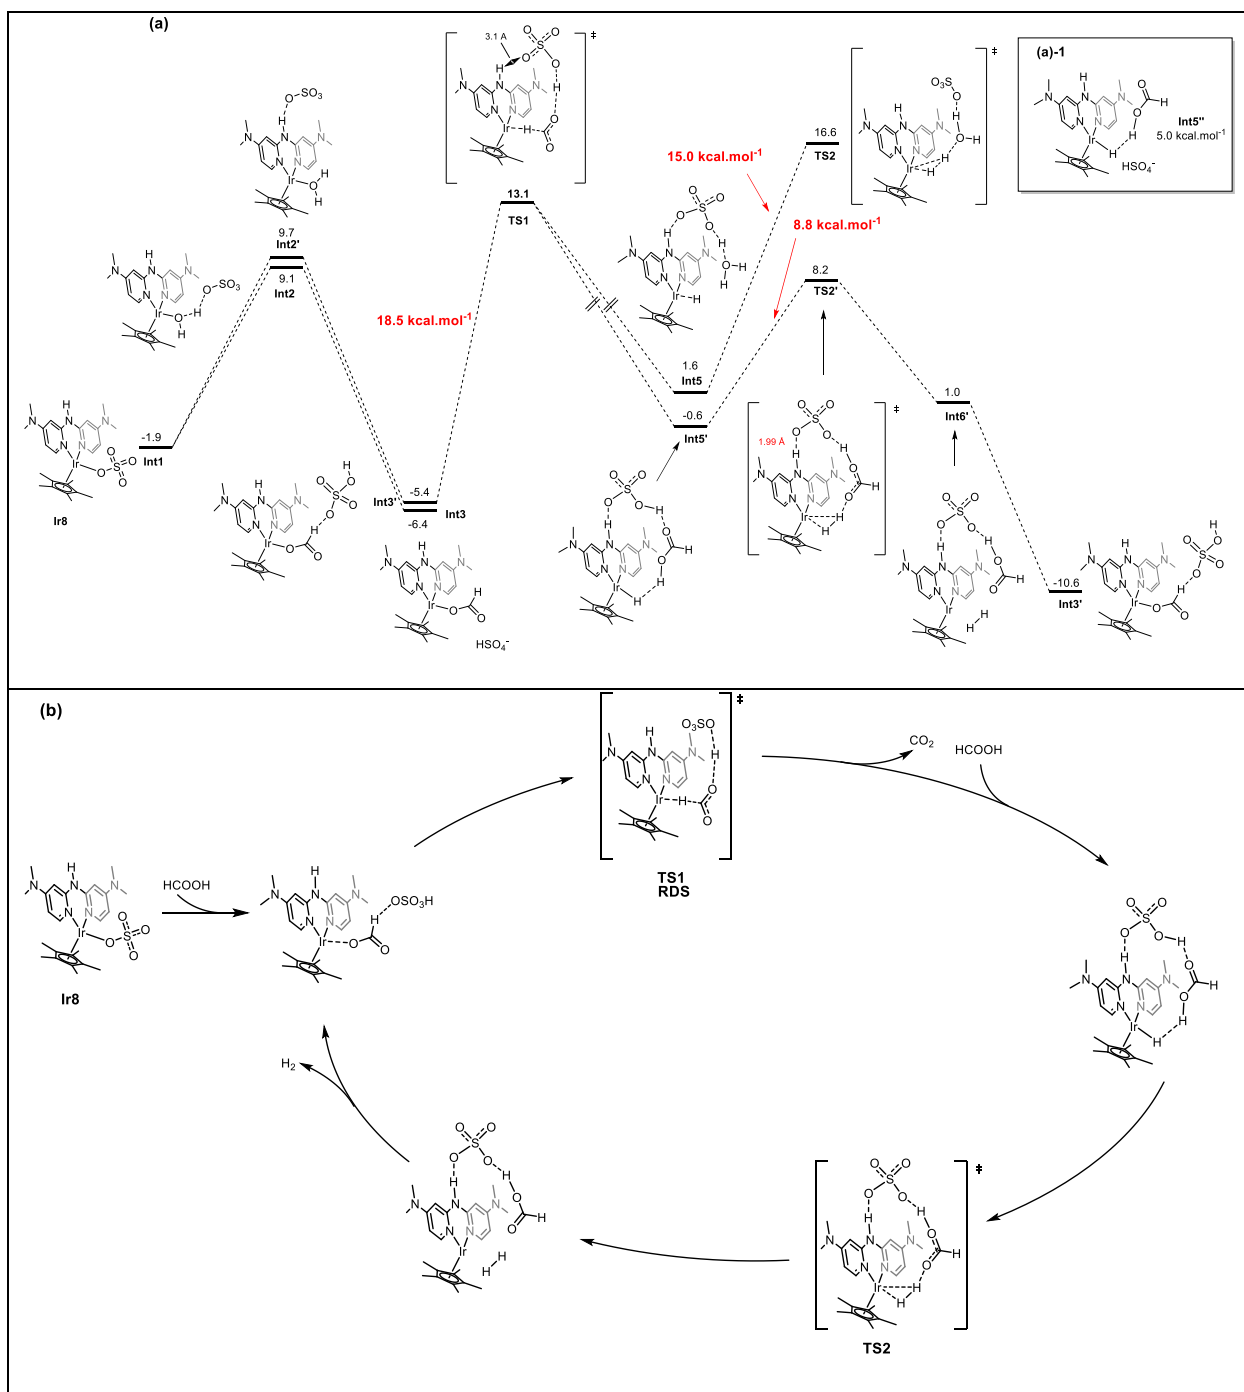 (a)
3.1 A
‡
13.1
TS1
16.6
TS2
‡
(a)-1
Int5''
5.0 kcal.mol-1
HSO4-
15.0 kcal.mol-1
8.8 kcal.mol-1
9.7
Int2'
9.1
Int2
18.5 kcal.mol-1
8.2
TS2'
1.6
Int5
-0.6
Int5'
-1.9
Int1
Ir8
-5.4
Int3'
Int3
-6.4
HSO4-
1.99 Å
‡
1.0
Int6'
-10.6
Int3'
(b)
O3SO
‡
TS1
RDS
CO2
HCOOH
HCOOH
OSO3H
Ir8
H2
‡
TS2